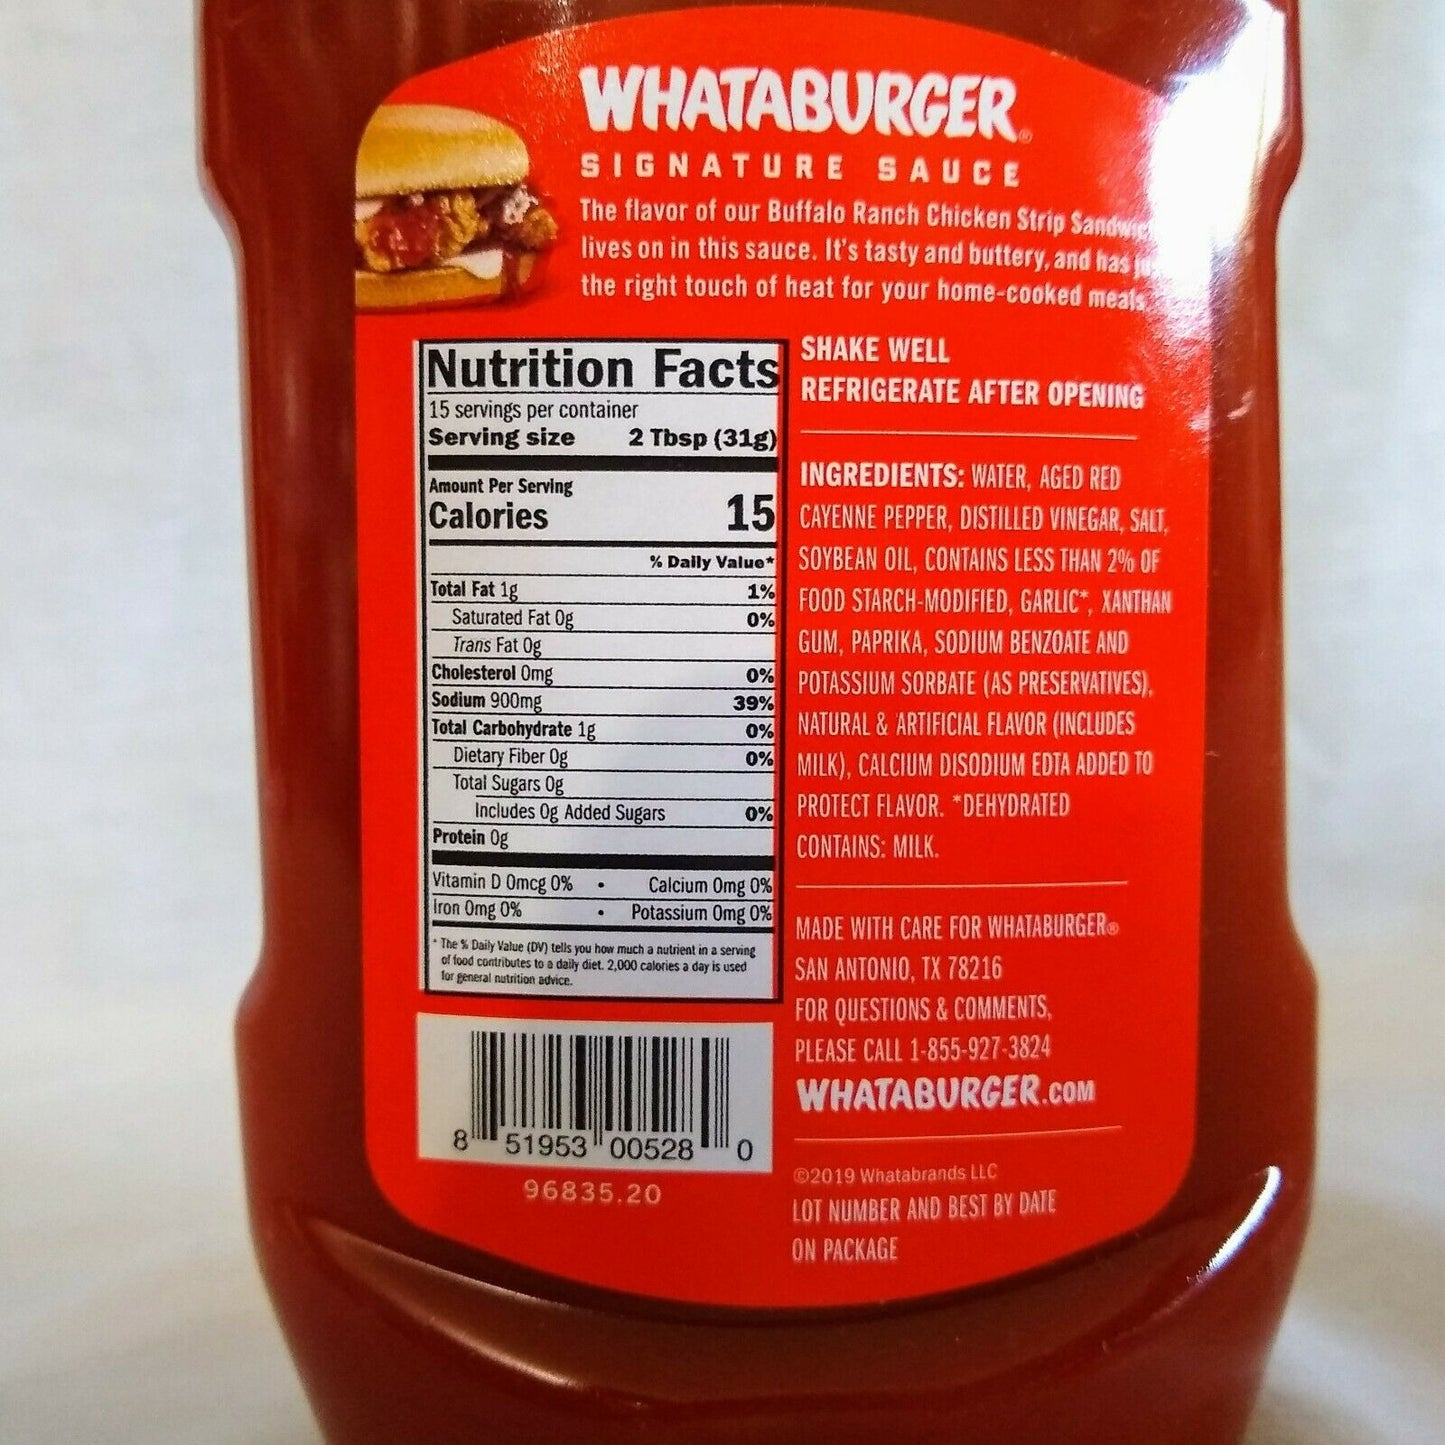 WHATABURGER®
SIGNATURE SAUCE
The flavor of our Buffalo Ranch Chicken Strip
lives on in this sauce. It's tasty and buttery, and has
the right touch of heat for your home-cooked meals
Nutrition Facts
15 servings per container
Serving size 2 Tbsp (31g)
Amount Per Serving
Calories 15
% Daily Value*
Total Fat 1g 1%
Saturated Fat 0g 0%
Trans Fat 0g
Cholesterol 0mg 0%
Sodium 900mg 39%
Total Carbohydrate 1g 0%
Dietary Fiber 0g 0%
Total Sugars 0g
Includes 0g Added Sugars 0%
Protein 0g
Vitamin D 0mcg 0% • Calcium 0mg 0%
Iron 0mg 0% • Potassium 0mg 0%
* The % Daily Value (DV) tells you how much a nutrient in a serving
of food contributes to a daily diet. 2,000 calories a day is used
for general nutrition advice.
8 51953 00528 0
96835.20
SHAKE WELL
REFRIGERATE AFTER OPENING
INGREDIENTS: WATER, AGED RED
CAYENNE PEPPER, DISTILLED VINEGAR, SALT,
SOYBEAN OIL, CONTAINS LESS THAN 2% OF
FOOD STARCH-MODIFIED, GARLIC*, XANTHAN
GUM, PAPRIKA, SODIUM BENZOATE AND
POTASSIUM SORBATE (AS PRESERVATIVES),
NATURAL & ARTIFICIAL FLAVOR (INCLUDES
MILK), CALCIUM DISODIUM EDTA ADDED TO
PROTECT FLAVOR. *DEHYDRATED
CONTAINS: MILK.
MADE WITH CARE FOR WHATABURGER®
SAN ANTONIO, TX 78216
FOR QUESTIONS & COMMENTS,
PLEASE CALL 1-855-927-3824
WHATABURGER.COM
©2019 Whatabrands LLC
LOT NUMBER AND BEST BY DATE
ON PACKAGE